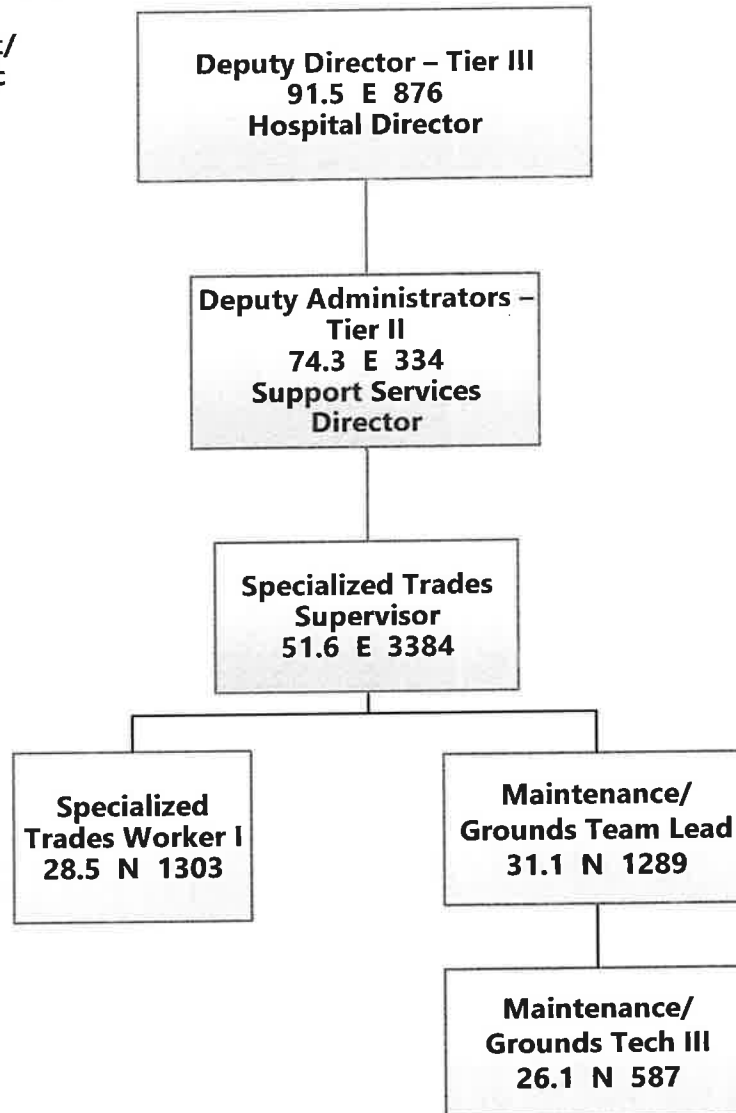 Deputy Director – Tier III
91.5 E 876
Hospital Director
Deputy Administrators –
Tier II
74.3 E 334
Support Services
Director
Specialized Trades
Supervisor
51.6 E 3384
Specialized
Trades Worker I
28.5 N 1303
Maintenance/
Grounds Team Lead
31.1 N 1289
Maintenance/
Grounds Tech III
26.1 N 587